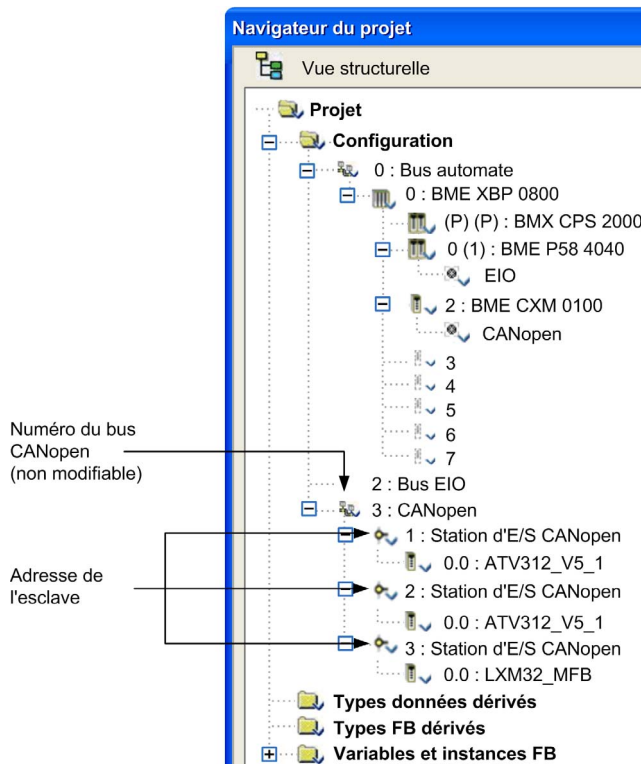 Navigateur du projet
Vue structurelle
Projet
Configuration
0 : Bus automate
0 : BME XBP 0800
(P) (P) : BMX CPS 2000
0 (1) : BME P58 4040
EIO
2 : BME CXM 0100
CANopen
3
4
5
6
7
Numéro du bus
CANopen
(non modifiable)
2 : Bus EIO
3 : CANopen
1 : Station d'E/S CANopen
0.0 : ATV312_V5_1
Adresse de
l'esclave
2 : Station d'E/S CANopen
0.0 : ATV312_V5_1
3 : Station d'E/S CANopen
0.0 : LXM32_MFB
Types données dérivés
Types FB dérivés
Variables et instances FB